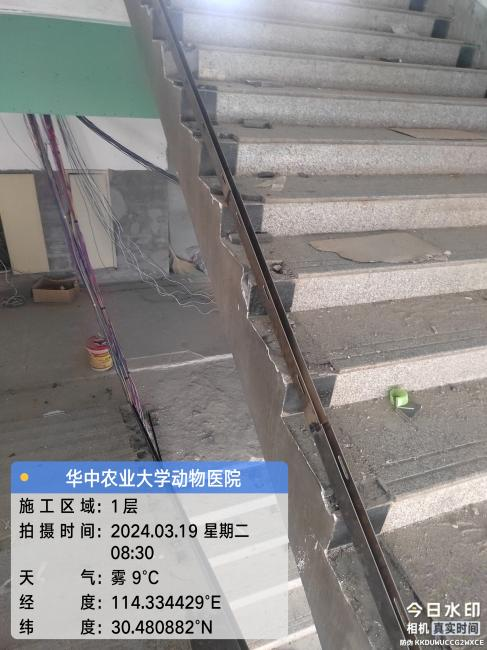 华中农业大学动物医院
施工区域：1层
拍摄时间：2024.03.19 星期二
08:30
天气：雾 9℃
经度：114.334429°E
纬度：30.480882°N
今日水印
相机 真实时间
防伪 KKDUWUCCG2WXCE